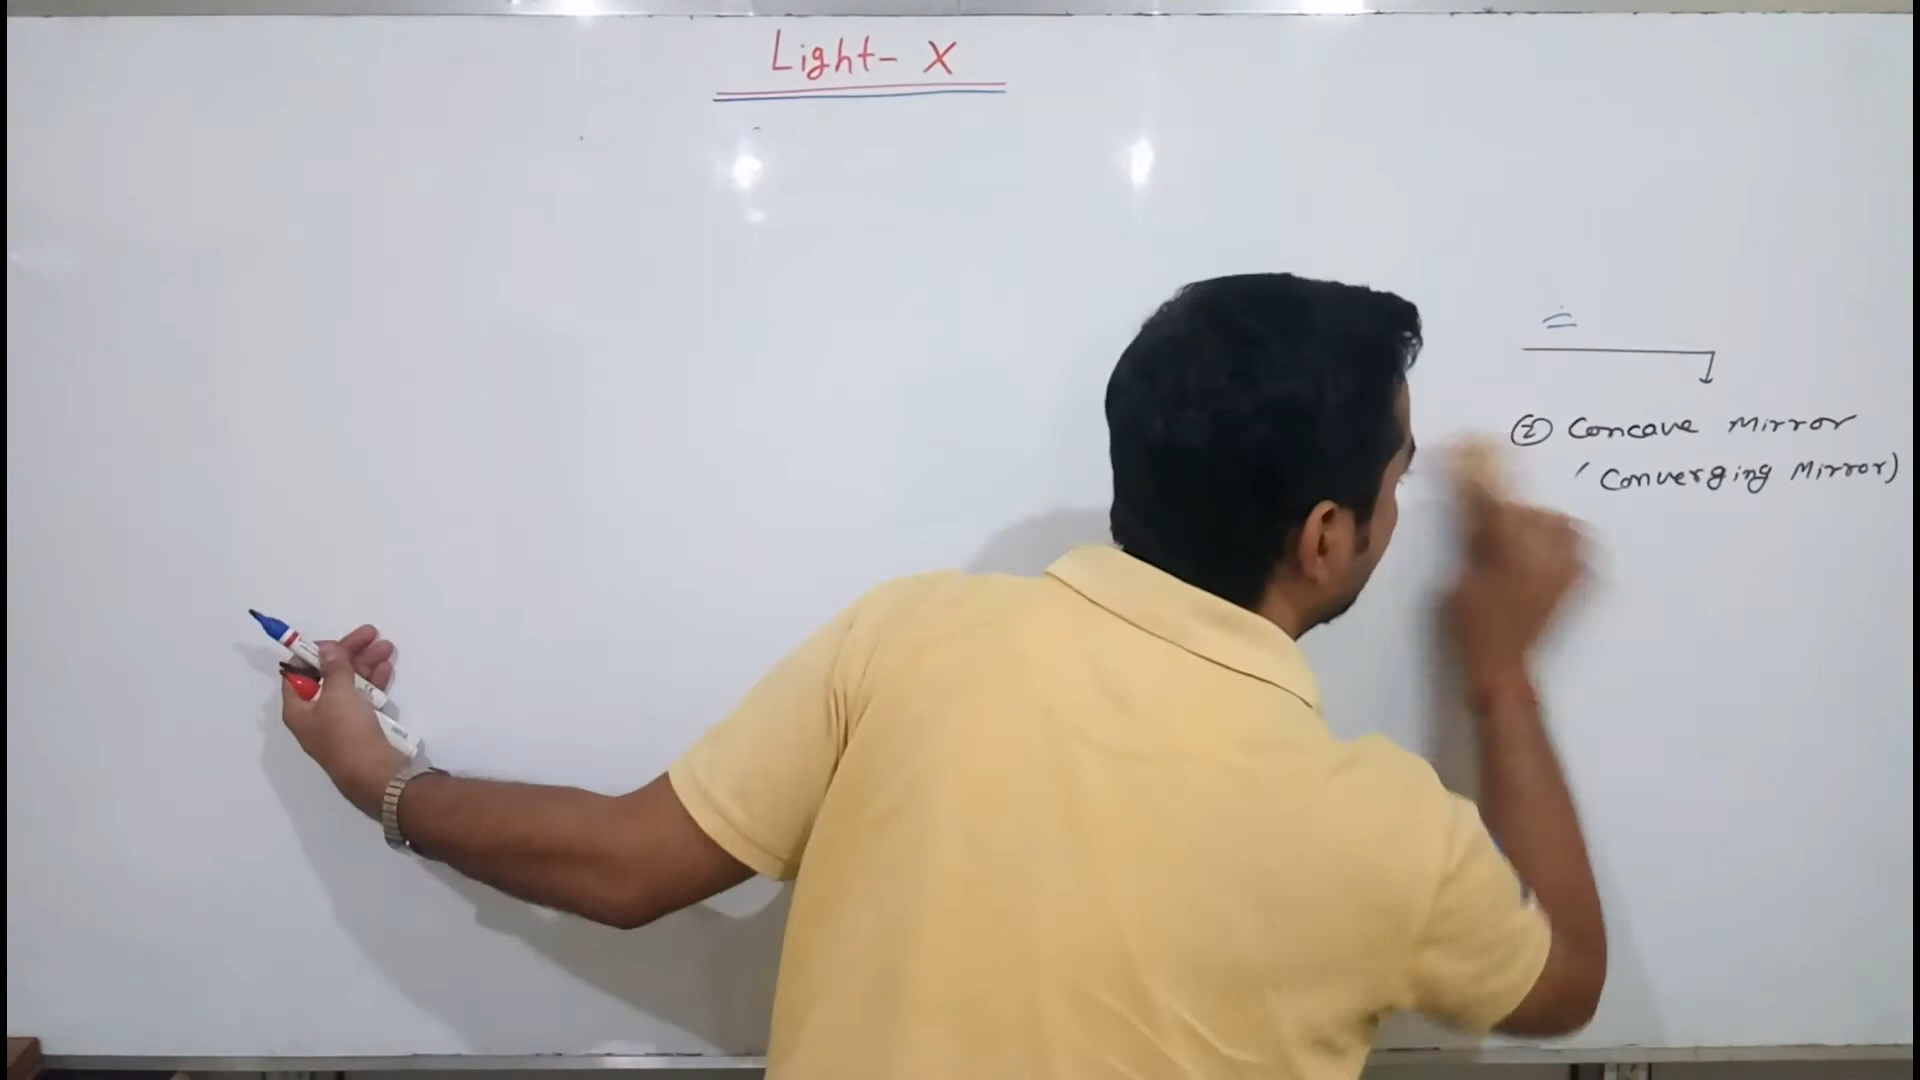 Light- X
② Concave Mirror
(Converging Mirror)